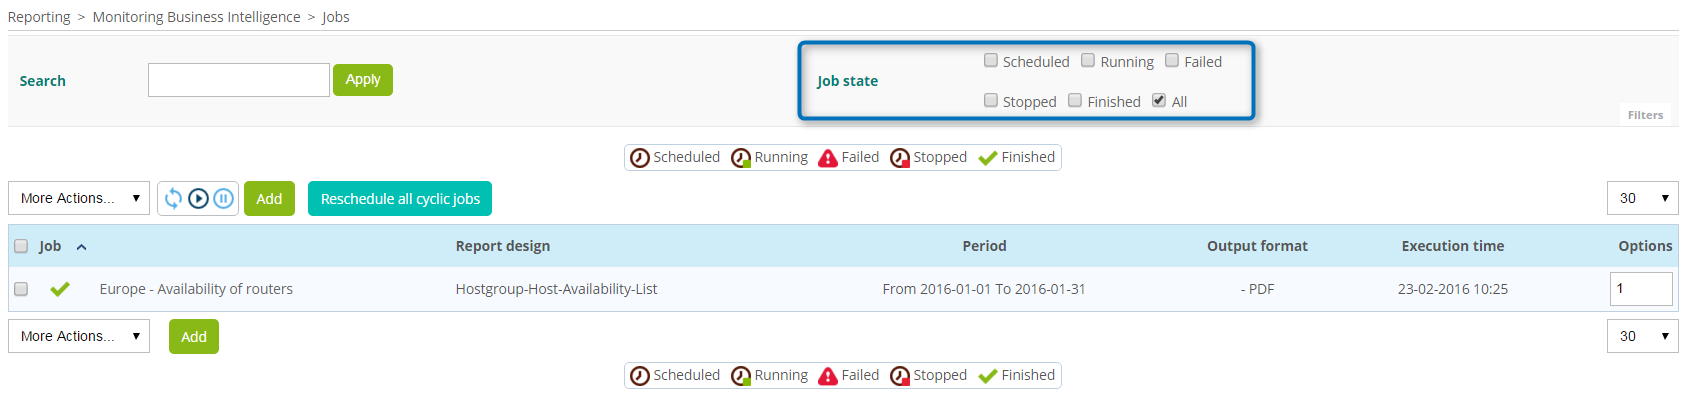 Reporting > Monitoring Business Intelligence > Jobs
Search Apply Job state Scheduled Running Failed
Stopped Finished All
Filters
Scheduled Running Failed Stopped Finished
More Actions... Add Reschedule all cyclic jobs 30
Job Report design Period Output format Execution time Options
Europe - Availability of routers Hostgroup-Host-Availability-List From 2016-01-01 To 2016-01-31 - PDF 23-02-2016 10:25 1
More Actions... Add 30
Scheduled Running Failed Stopped Finished